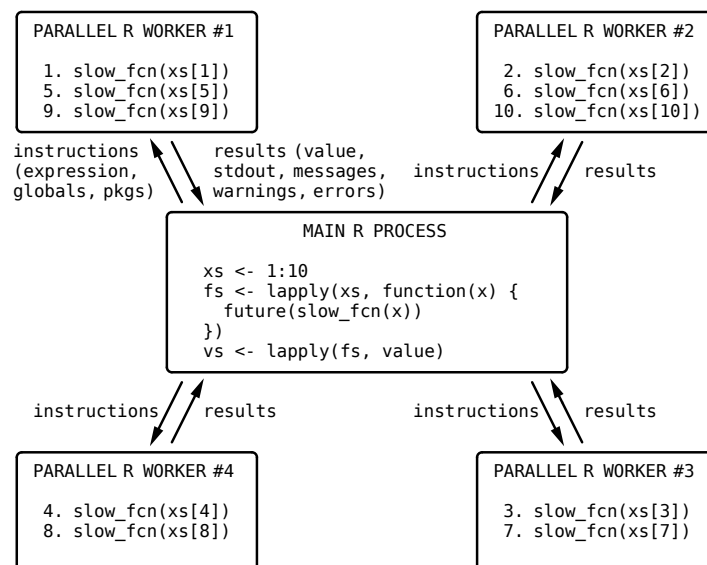 PARALLEL R WORKER #1
1. slow_fcn(xs[1])
5. slow_fcn(xs[5])
9. slow_fcn(xs[9])
PARALLEL R WORKER #2
2. slow_fcn(xs[2])
6. slow_fcn(xs[6])
10. slow_fcn(xs[10])
instructions
(expression,
globals, pkgs)
results (value,
stdout, messages,
warnings, errors)
instructions
results
MAIN R PROCESS
xs <- 1:10
fs <- lapply(xs, function(x) {
  future(slow_fcn(x))
})
vs <- lapply(fs, value)
instructions
results
instructions
results
PARALLEL R WORKER #4
4. slow_fcn(xs[4])
8. slow_fcn(xs[8])
PARALLEL R WORKER #3
3. slow_fcn(xs[3])
7. slow_fcn(xs[7])